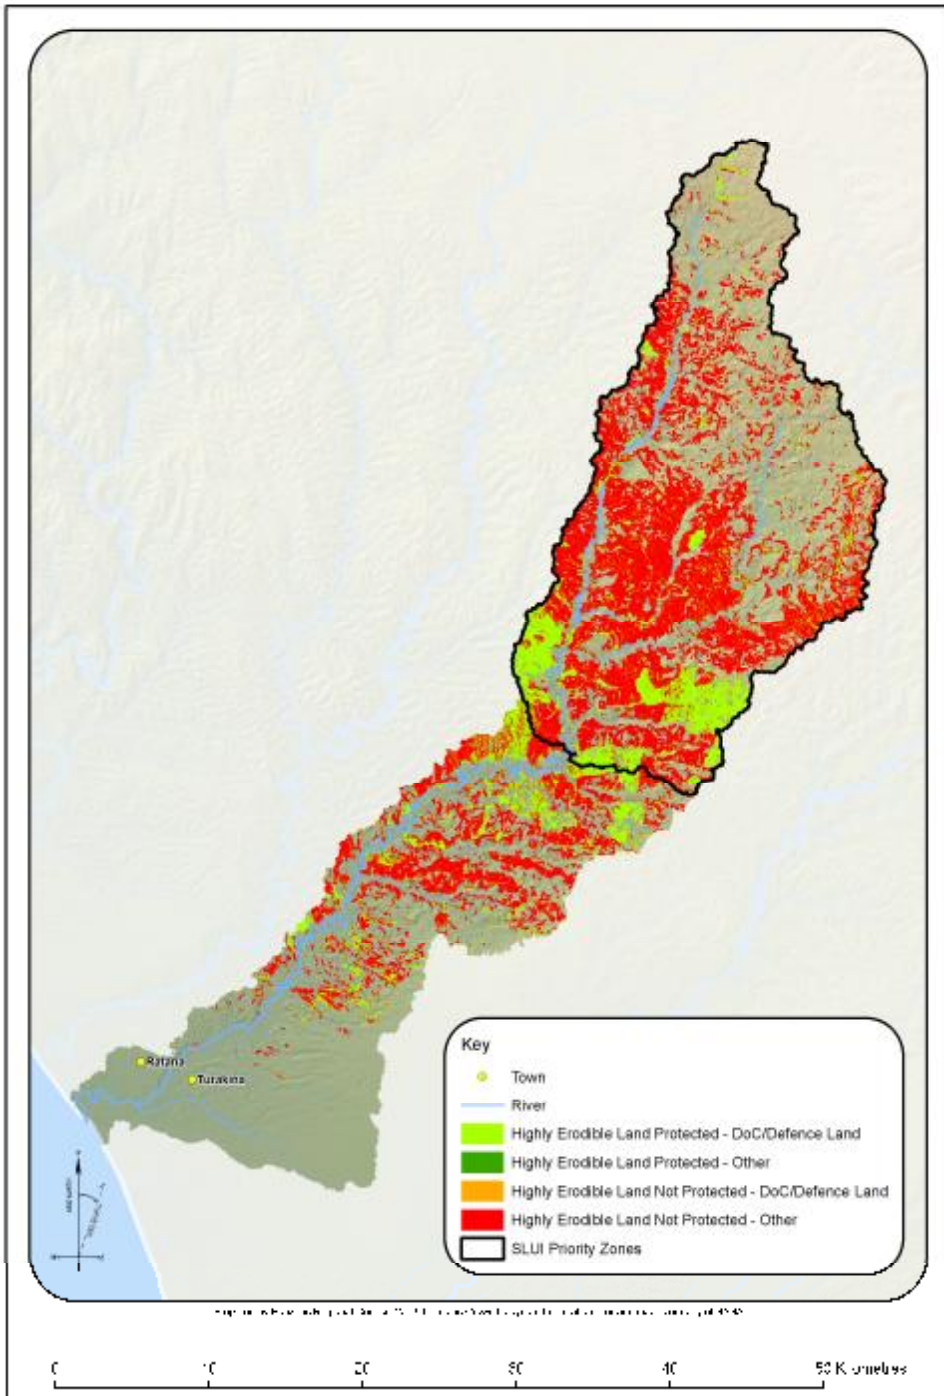 Ratana
Turakina
Key
Town
River
Highly Erodible Land Protected - DoC/Defence Land
Highly Erodible Land Protected - Other
Highly Erodible Land Not Protected - DoC/Defence Land
Highly Erodible Land Not Protected - Other
SLUI Priority Zones
0 10 20 30 40 50 Kilometres